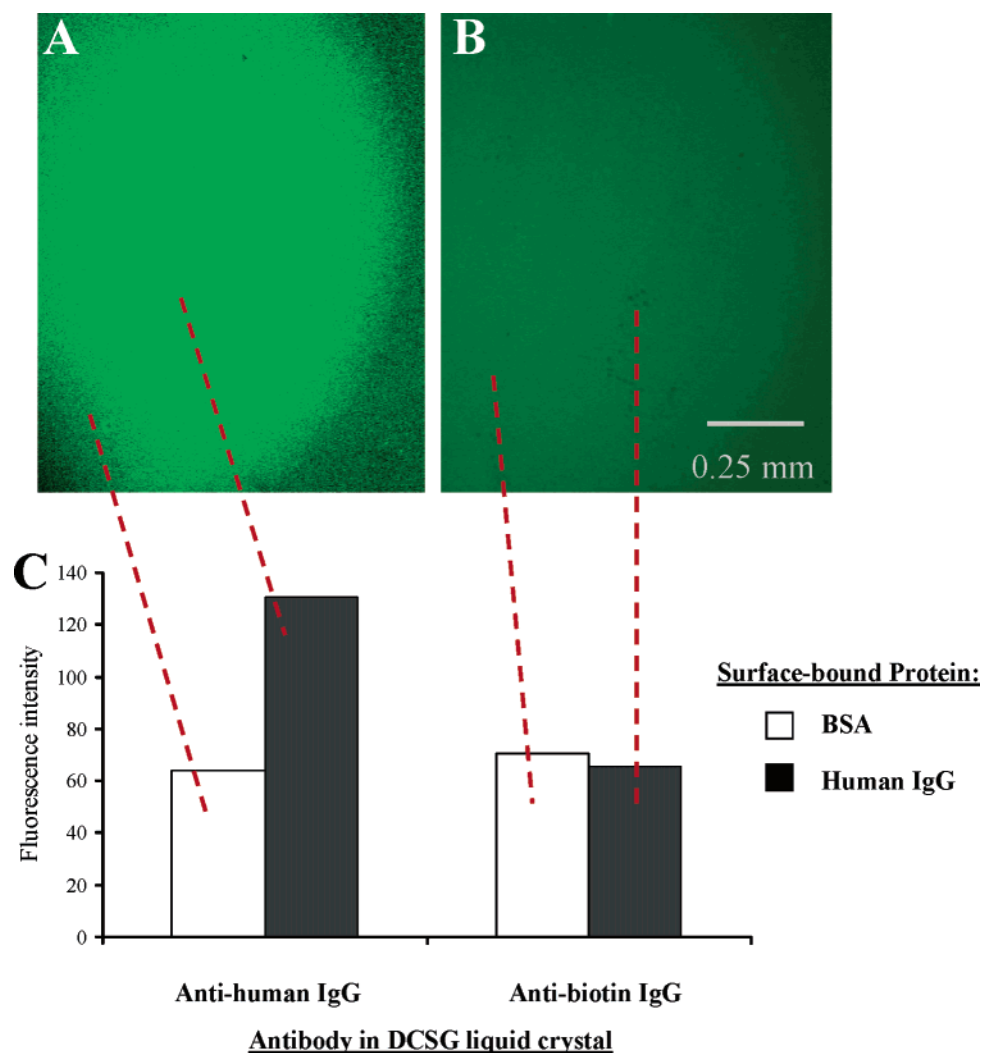 A
B
0.25 mm
C
140
120
100
80
60
40
20
0
Fluorescence intensity
Surface-bound Protein:
BSA
Human IgG
Anti-human IgG
Anti-biotin IgG
Antibody in DCSG liquid crystal